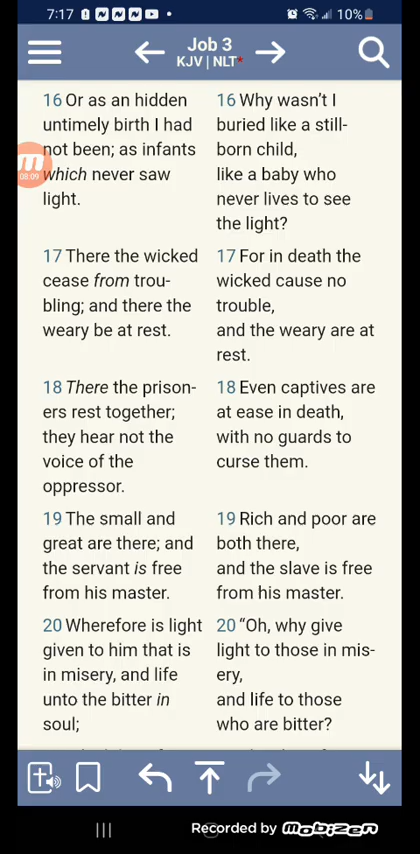 7:17
10%
Job 3
KJV | NLT*
16 Or as an hidden
untimely birth I had
not been; as infants
which never saw
light.
16 Why wasn't I
buried like a still-
born child,
like a baby who
never lives to see
the light?
08:09
17 There the wicked
cease from trou-
bling; and there the
weary be at rest.
17 For in death the
wicked cause no
trouble,
and the weary are at
rest.
18 There the prison-
ers rest together;
they hear not the
voice of the
oppressor.
18 Even captives are
at ease in death,
with no guards to
curse them.
19 The small and
great are there; and
the servant is free
from his master.
19 Rich and poor are
both there,
and the slave is free
from his master.
20 Wherefore is light
given to him that is
in misery, and life
unto the bitter in
soul;
20 “Oh, why give
light to those in mis-
ery,
and life to those
who are bitter?
Recorded by mobizen